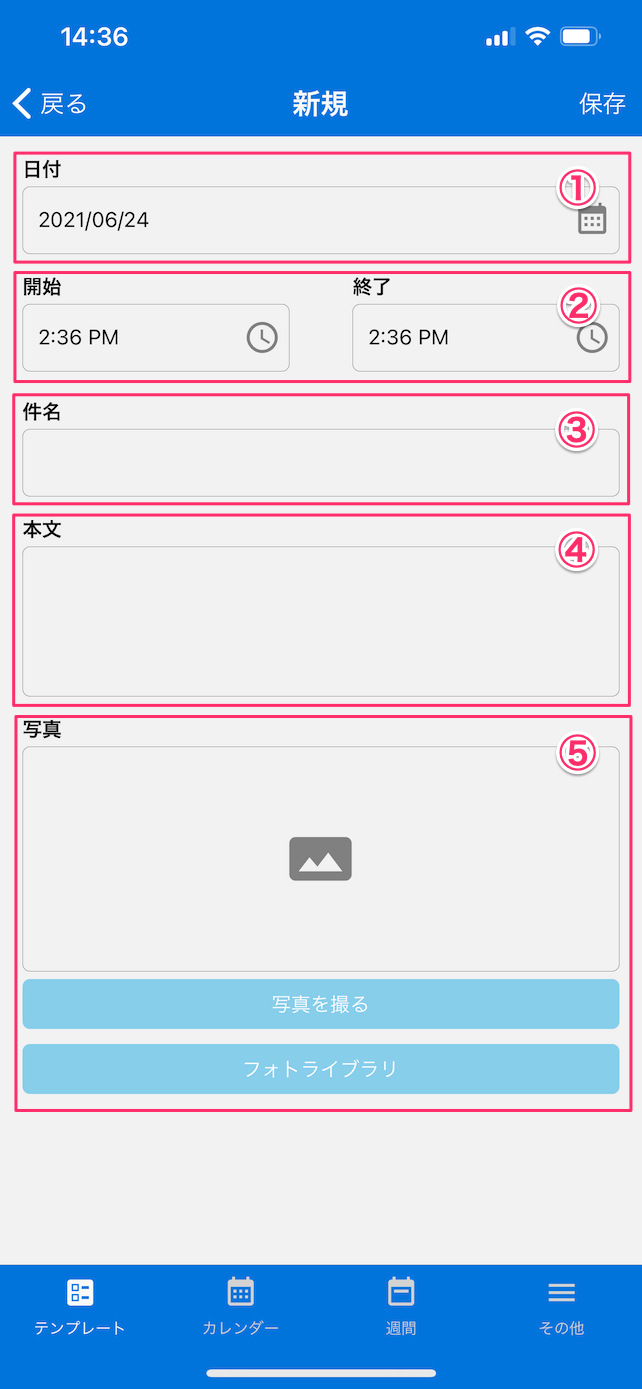 14:36
戻る 新規 保存
日付 ①
2021/06/24
開始 終了 ②
2:36 PM 2:36 PM
件名 ③
本文 ④
写真 ⑤
写真を撮る
フォトライブラリ
テンプレート カレンダー 週間 その他